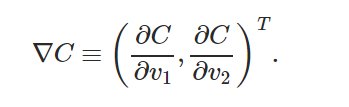 ∇C ≡ (∂C/∂v₁, ∂C/∂v₂)ᵀ.